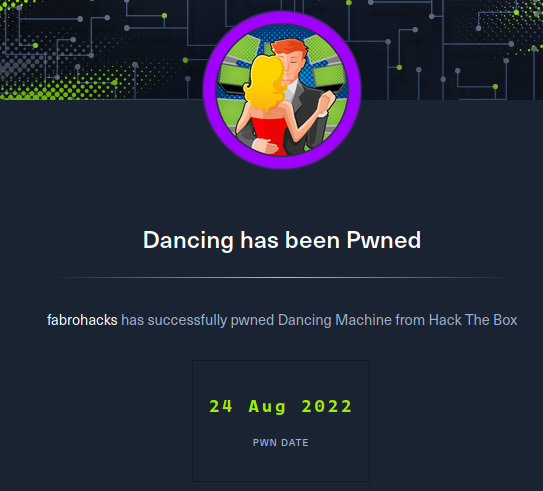 Dancing has been Pwned
fabrohacks has successfully pwned Dancing Machine from Hack The Box
24 Aug 2022
PWN DATE